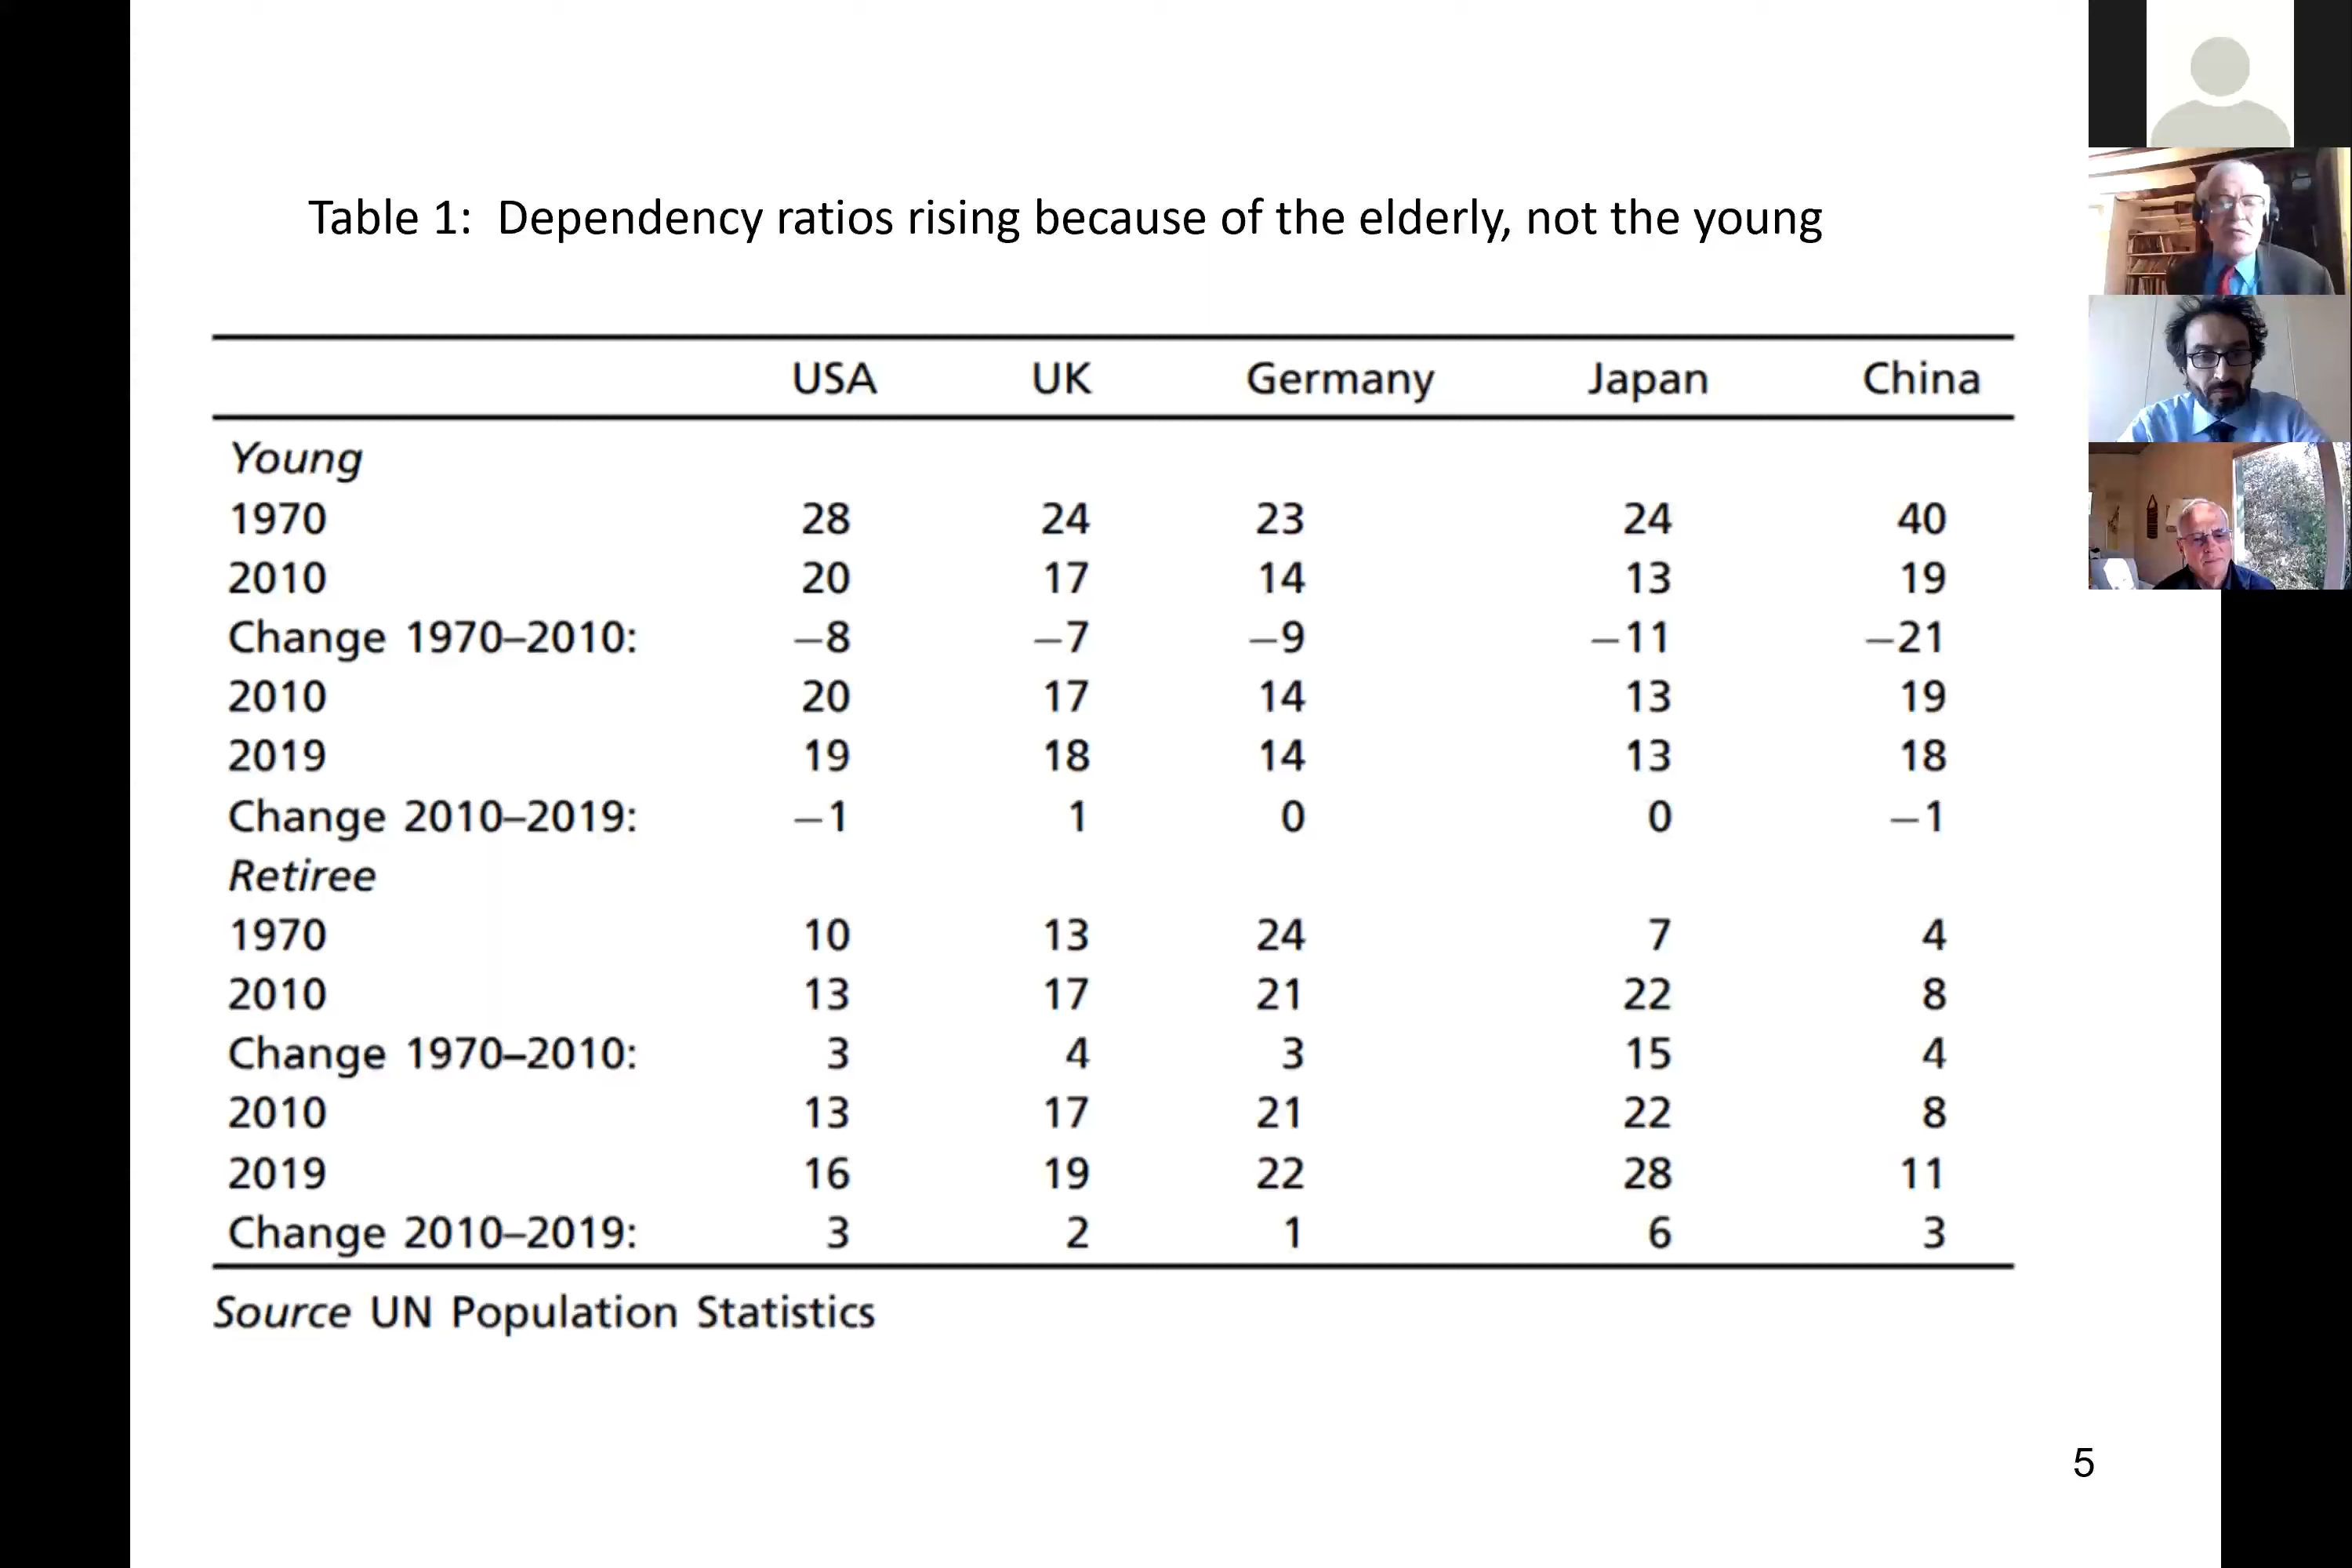 Table 1: Dependency ratios rising because of the elderly, not the young
USA UK Germany Japan China
Young
1970 28 24 23 24 40
2010 20 17 14 13 19
Change 1970–2010: –8 –7 –9 –11 –21
2010 20 17 14 13 19
2019 19 18 14 13 18
Change 2010–2019: –1 1 0 0 –1
Retiree
1970 10 13 24 7 4
2010 13 17 21 22 8
Change 1970–2010: 3 4 3 15 4
2010 13 17 21 22 8
2019 16 19 22 28 11
Change 2010–2019: 3 2 1 6 3
Source UN Population Statistics
5